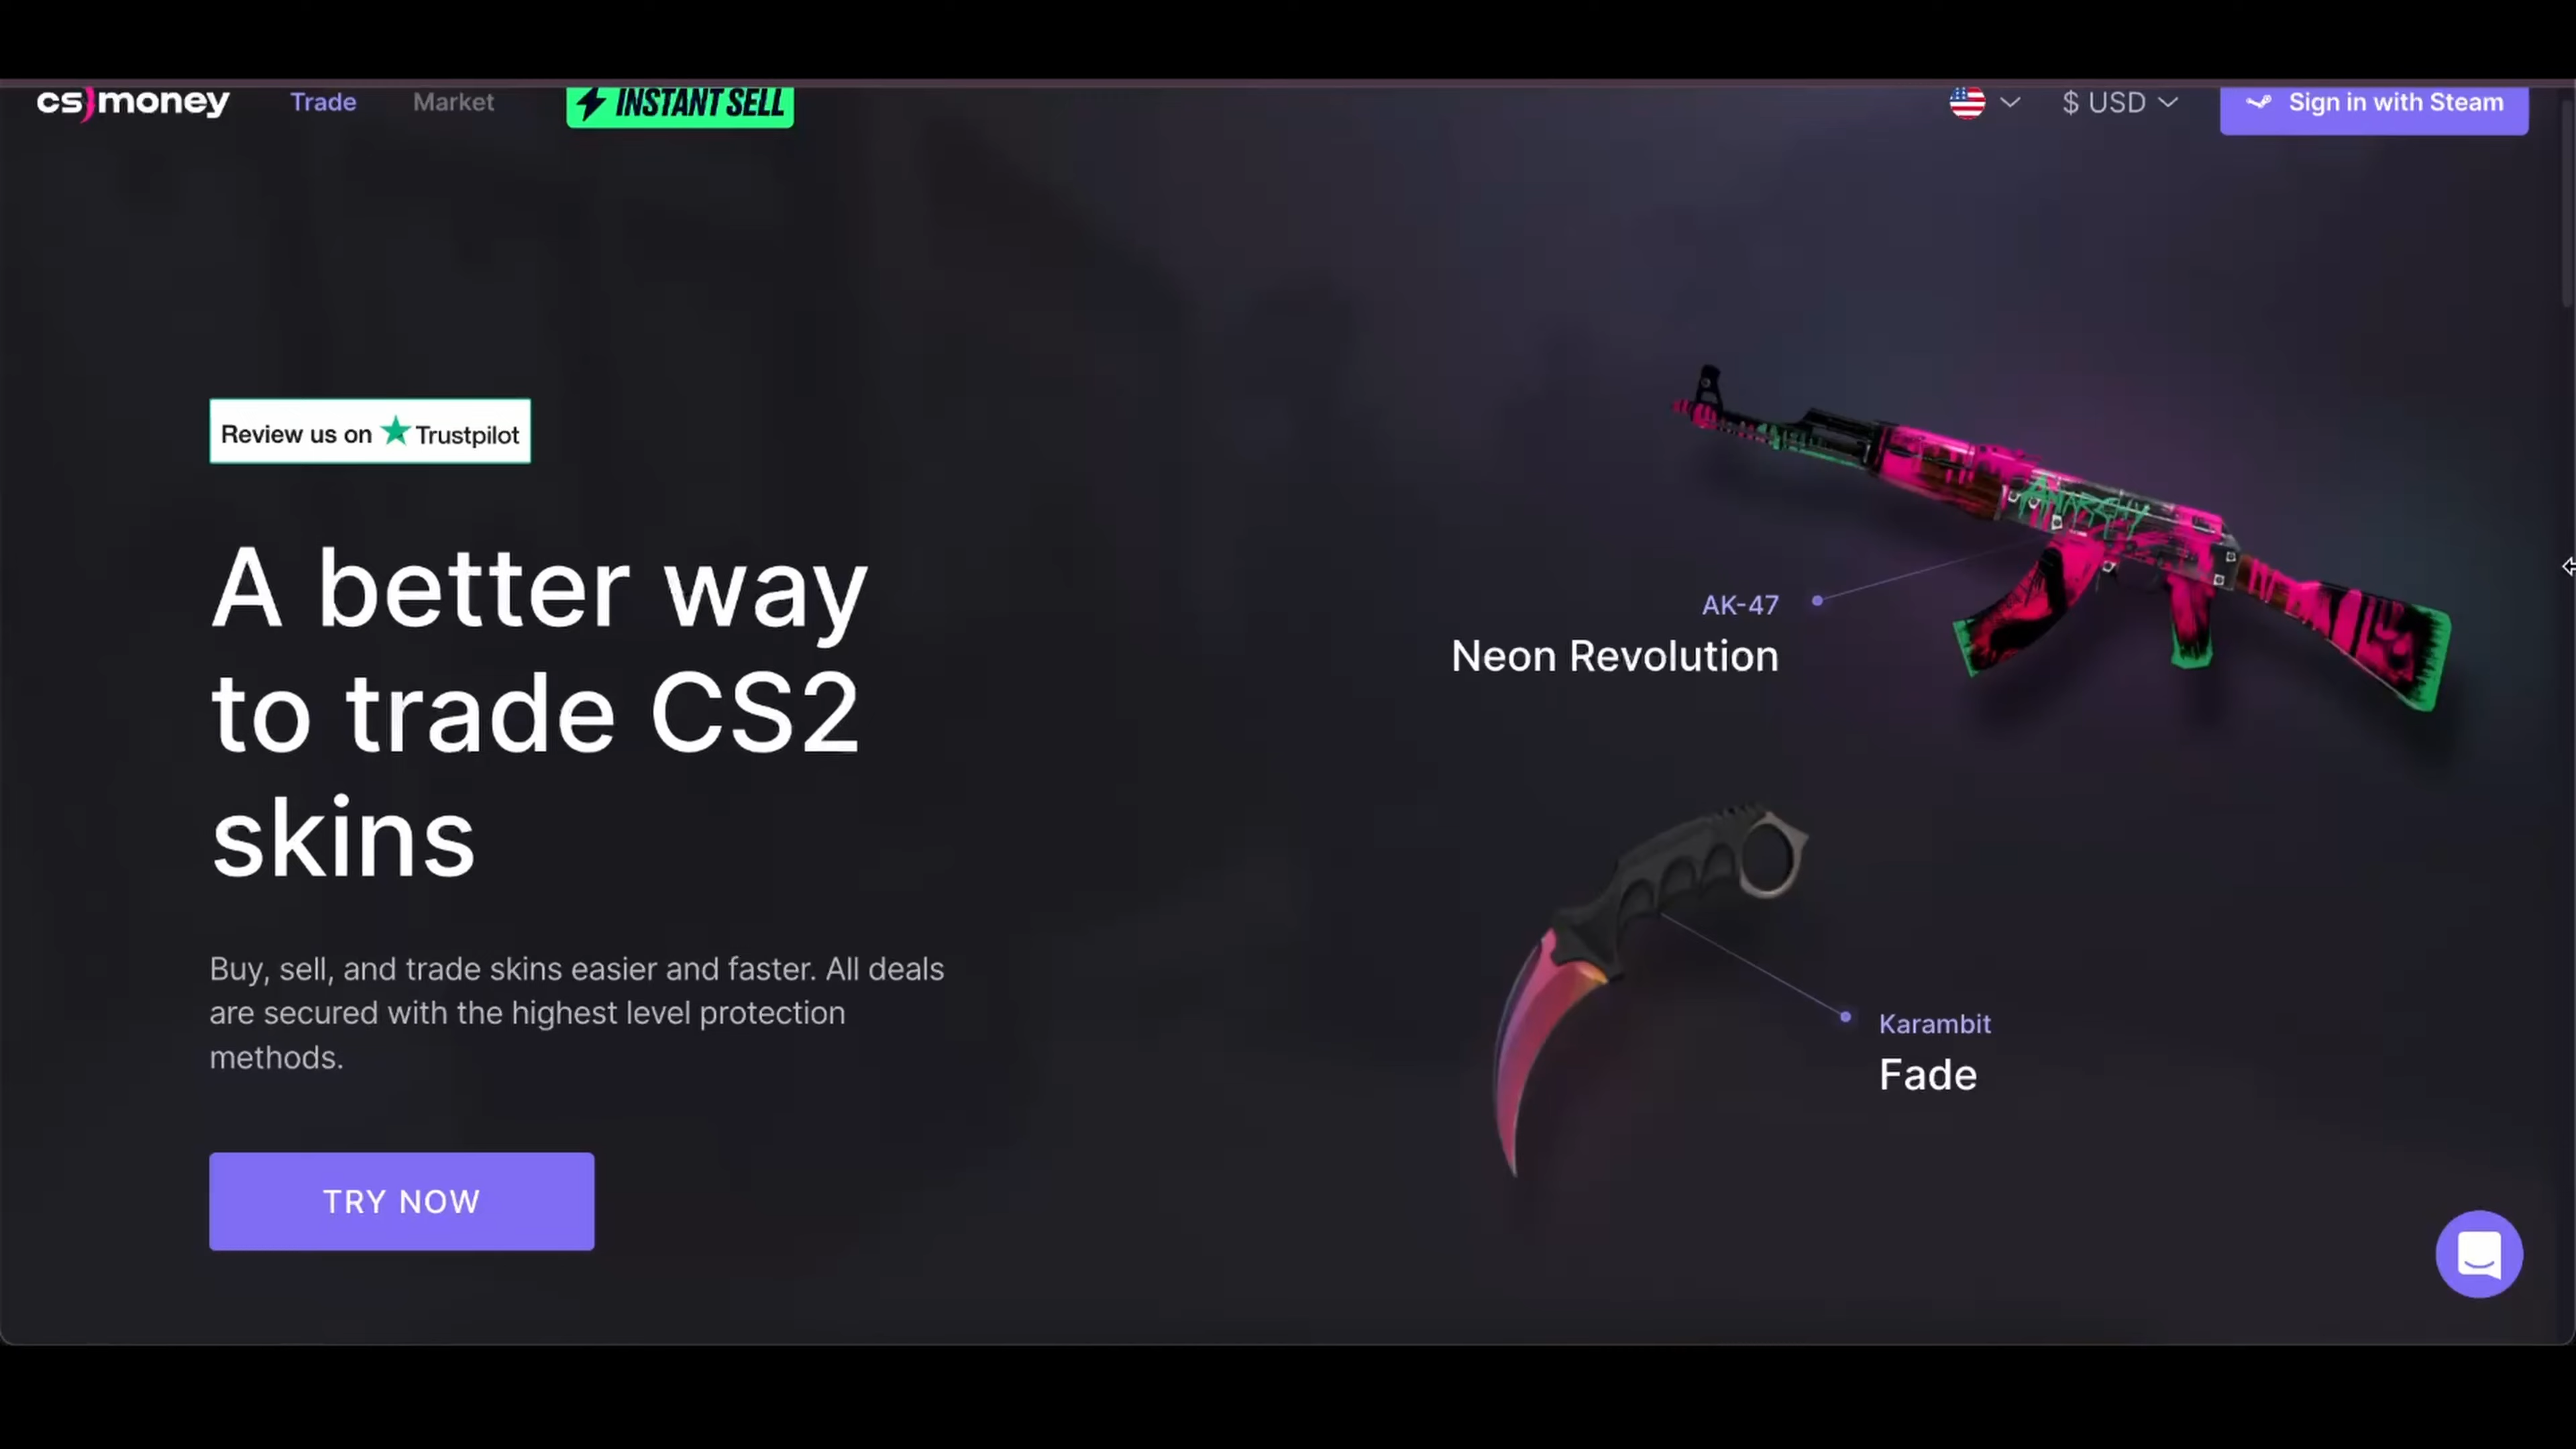 cs)money Trade Market INSTANT SELL $ USD Sign in with Steam
Review us on Trustpilot
A better way
to trade CS2
skins
Buy, sell, and trade skins easier and faster. All deals
are secured with the highest level protection
methods.
TRY NOW
ANARCHY
AK-47
Neon Revolution
Karambit
Fade